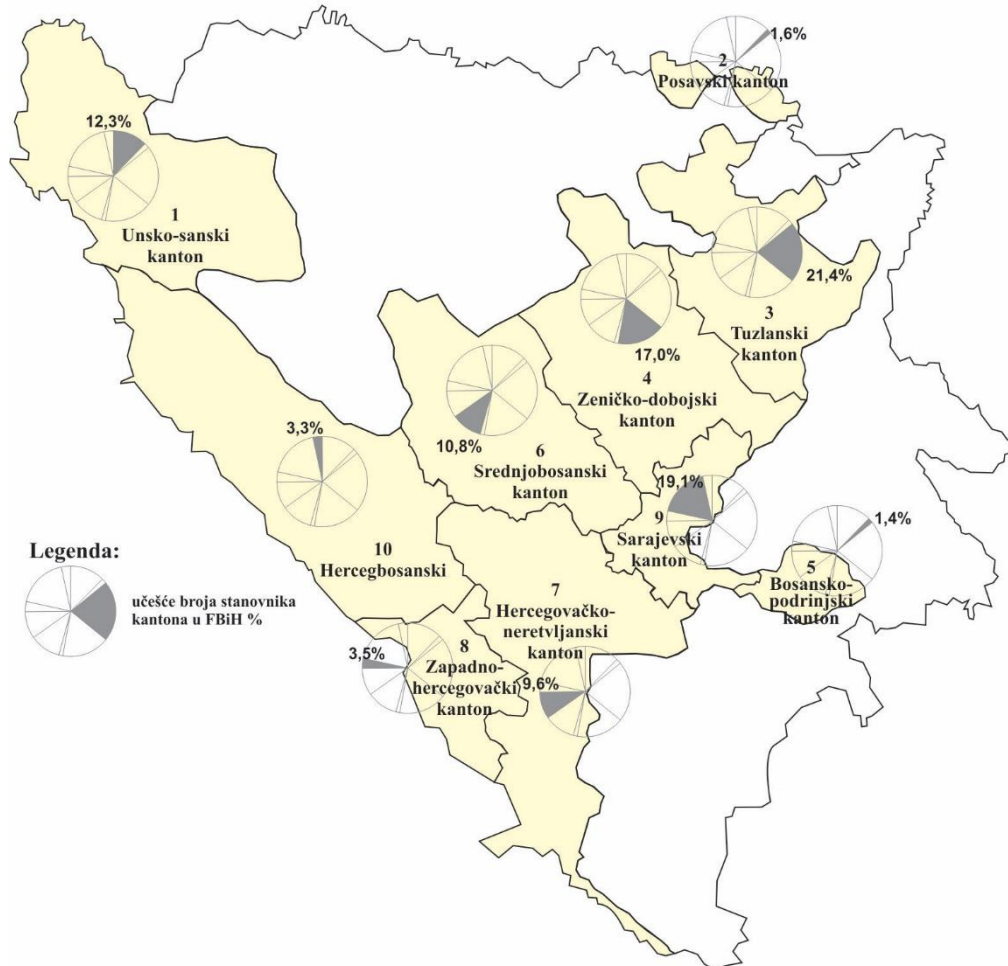 1,6%
2
Posavski kanton
12,3%
1
Unsko-sanski
kanton
21,4%
3
Tuzlanski
kanton
17,0%
4
Zeničko-dobojski
kanton
10,8%
6
Srednjobosanski
kanton
3,3%
10
Hercegbosanski
19,1%
9
Sarajevski
kanton
1,4%
5
Bosansko-
podrinjski
kanton
7
Hercegovačko-
neretvljanski
kanton
9,6%
3,5%
8
Zapadno-
hercegovački
kanton
Legenda:
učešće broja stanovnika
kantona u FBiH %